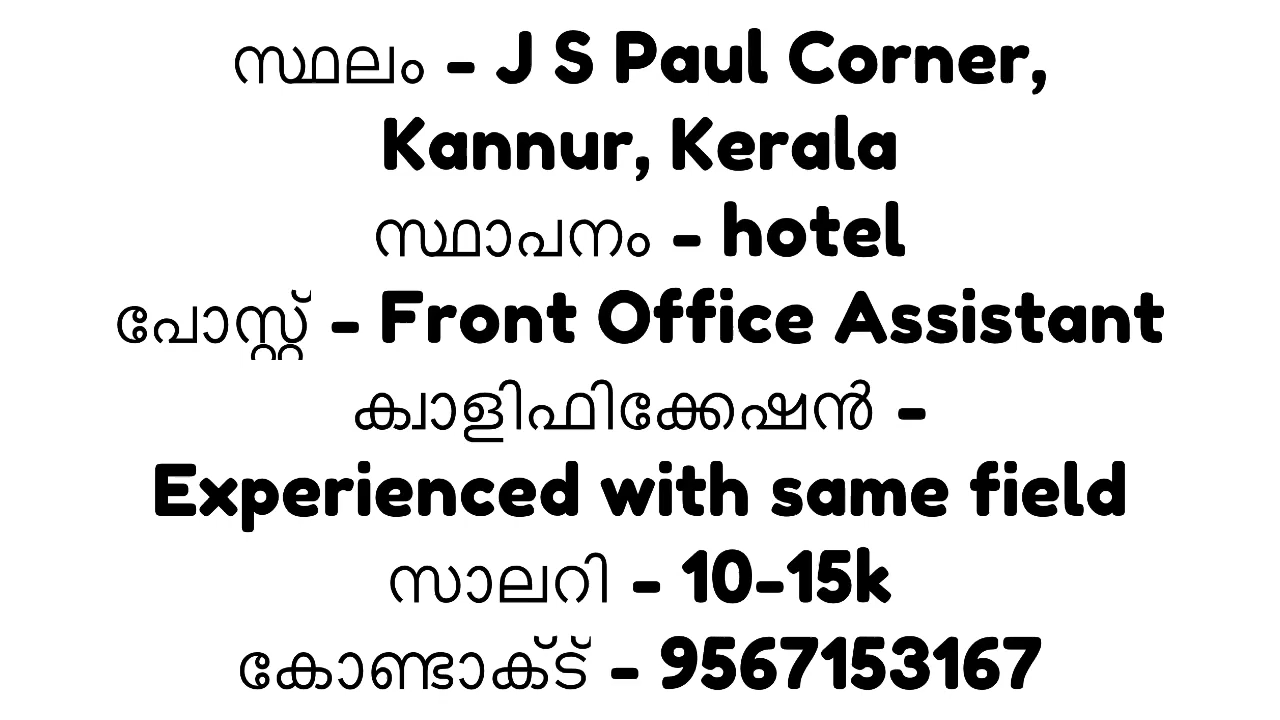 സ്ഥലം - J S Paul Corner,
Kannur, Kerala
സ്ഥാപനം - hotel
പോസ്റ്റ് - Front Office Assistant
ക്വാളിഫിക്കേഷൻ -
Experienced with same field
സാലറി - 10-15k
കോണ്ടാക്ട് - 9567153167